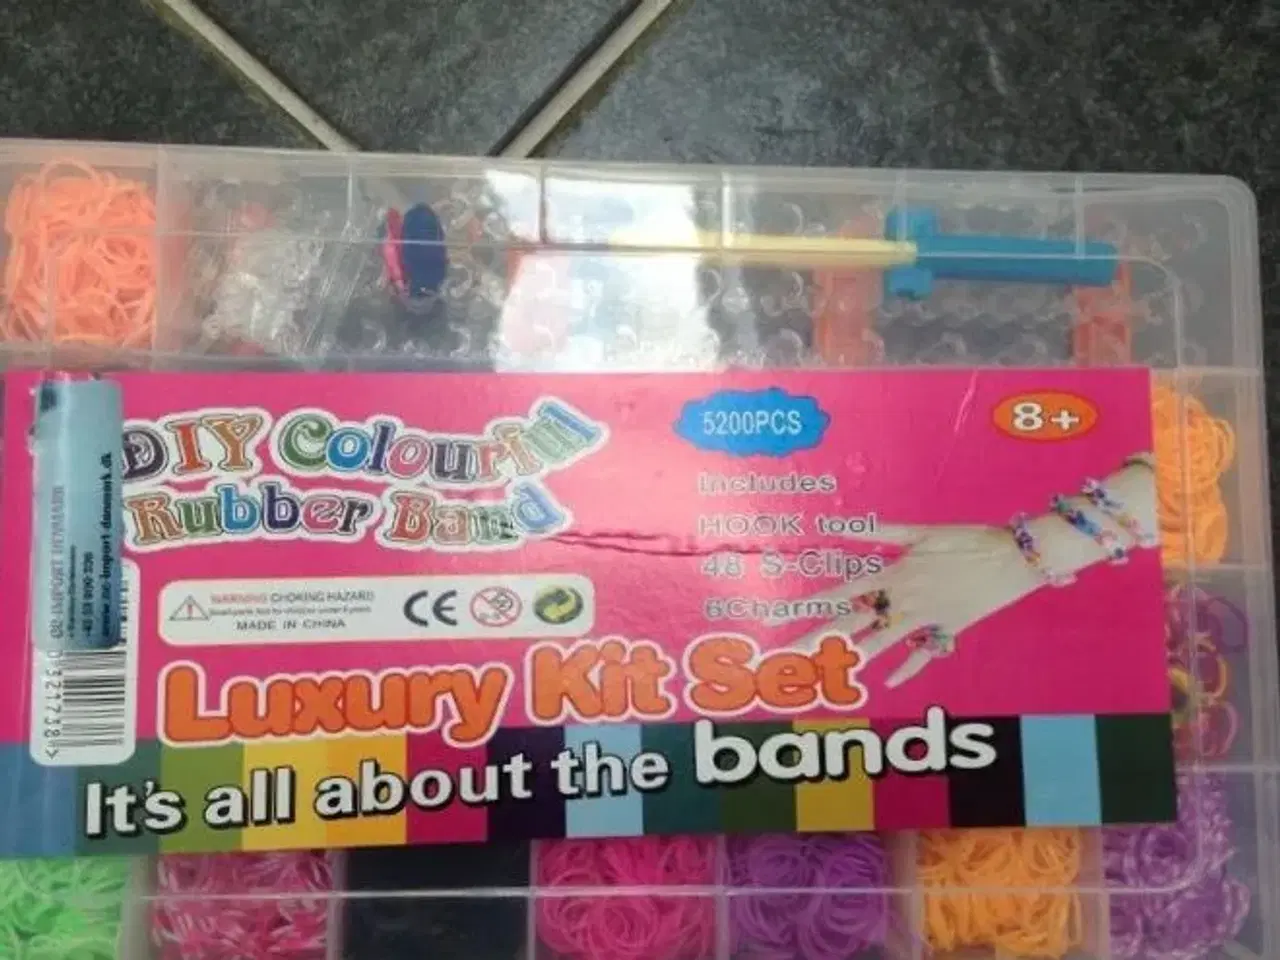 DIY Colourful
Rubber Band
5200PCS
8+
Includes
HOOK tool
48 S-Clips
6Charms
WARNING CHOKING HAZARD
MADE IN CHINA
CE
Luxury Kit Set
It's all about the bands